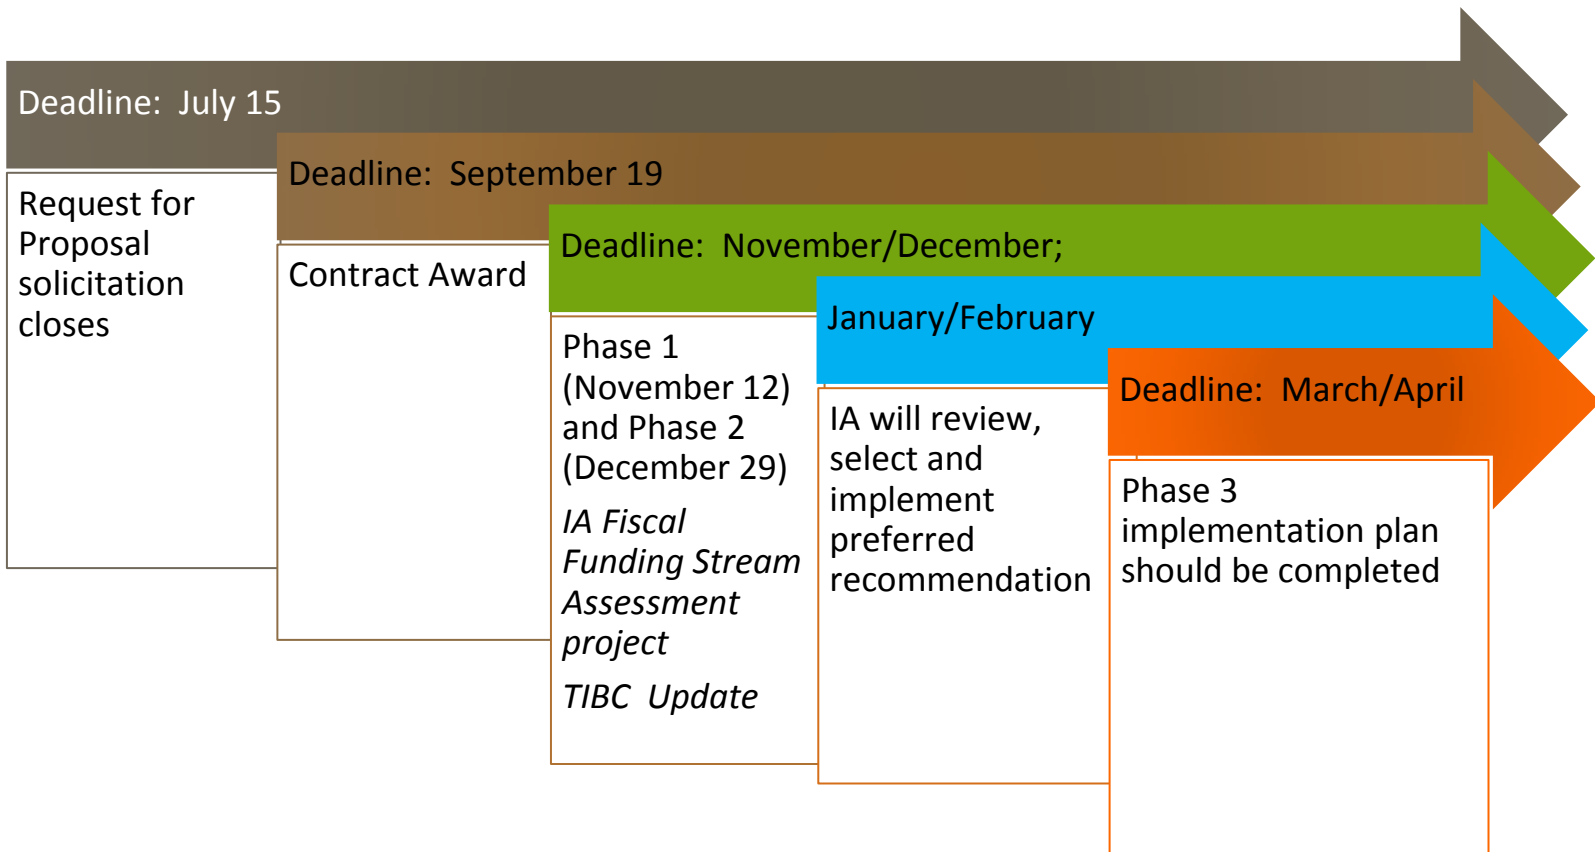 Deadline:  July 15
Request for
Proposal
solicitation
closes
Deadline:  September 19
Contract Award
Deadline:  November/December;
Phase 1
(November 12)
and Phase 2
(December 29)
IA Fiscal
Funding Stream
Assessment
project
TIBC  Update
January/February
IA will review,
select and
implement
preferred
recommendation
Deadline:  March/April
Phase 3
implementation plan
should be completed